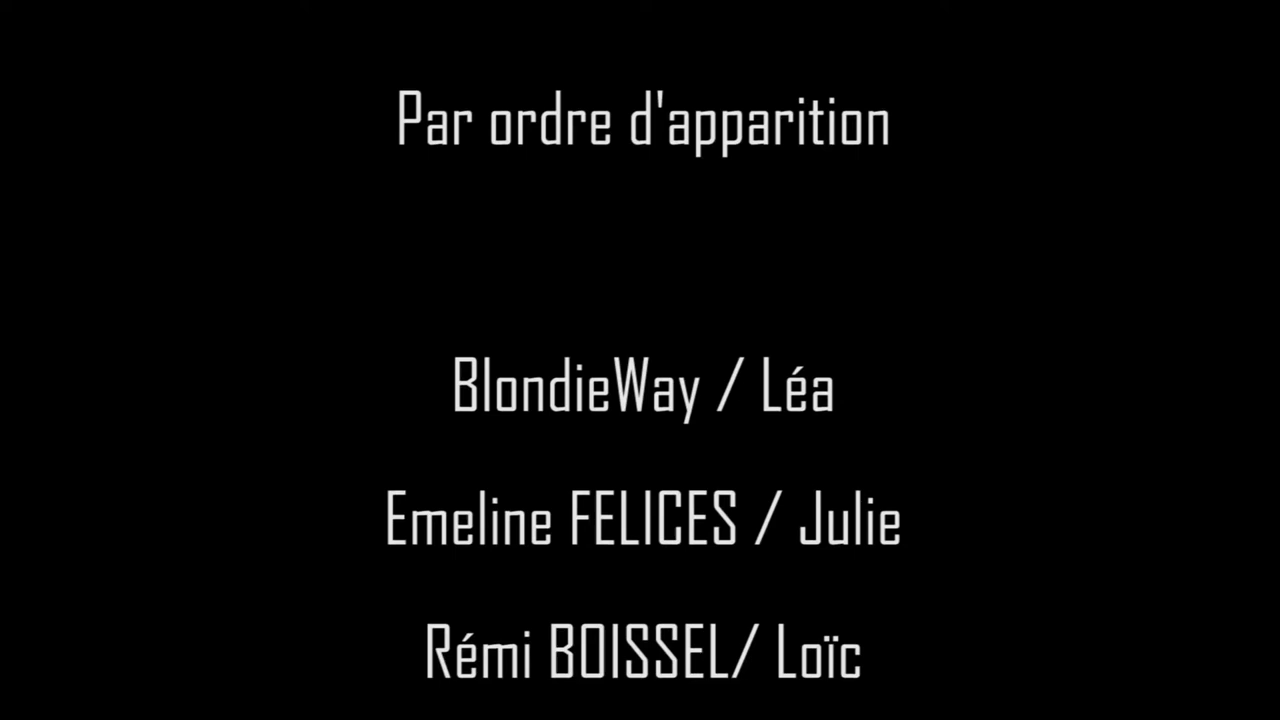 Par ordre d'apparition
BlondieWay / Léa
Emeline FELICES / Julie
Rémi BOISSEL/ Loïc